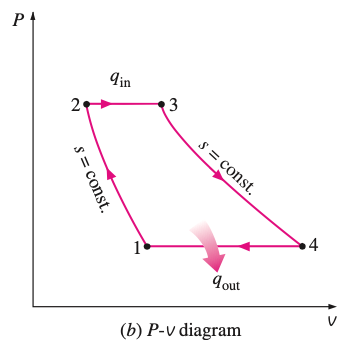 P
q_in
2
3
s = const.
s = const.
1
4
q_out
v
(b) P-v diagram